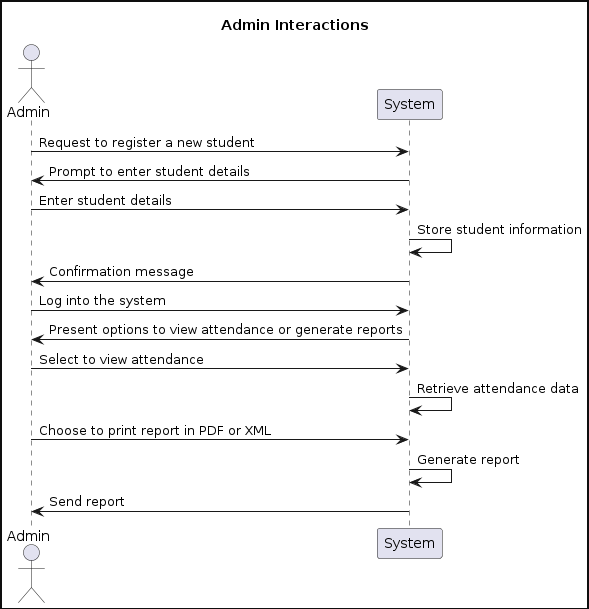 Admin Interactions
Admin
System
Request to register a new student
Prompt to enter student details
Enter student details
Store student information
Confirmation message
Log into the system
Present options to view attendance or generate reports
Select to view attendance
Retrieve attendance data
Choose to print report in PDF or XML
Generate report
Send report
Admin
System